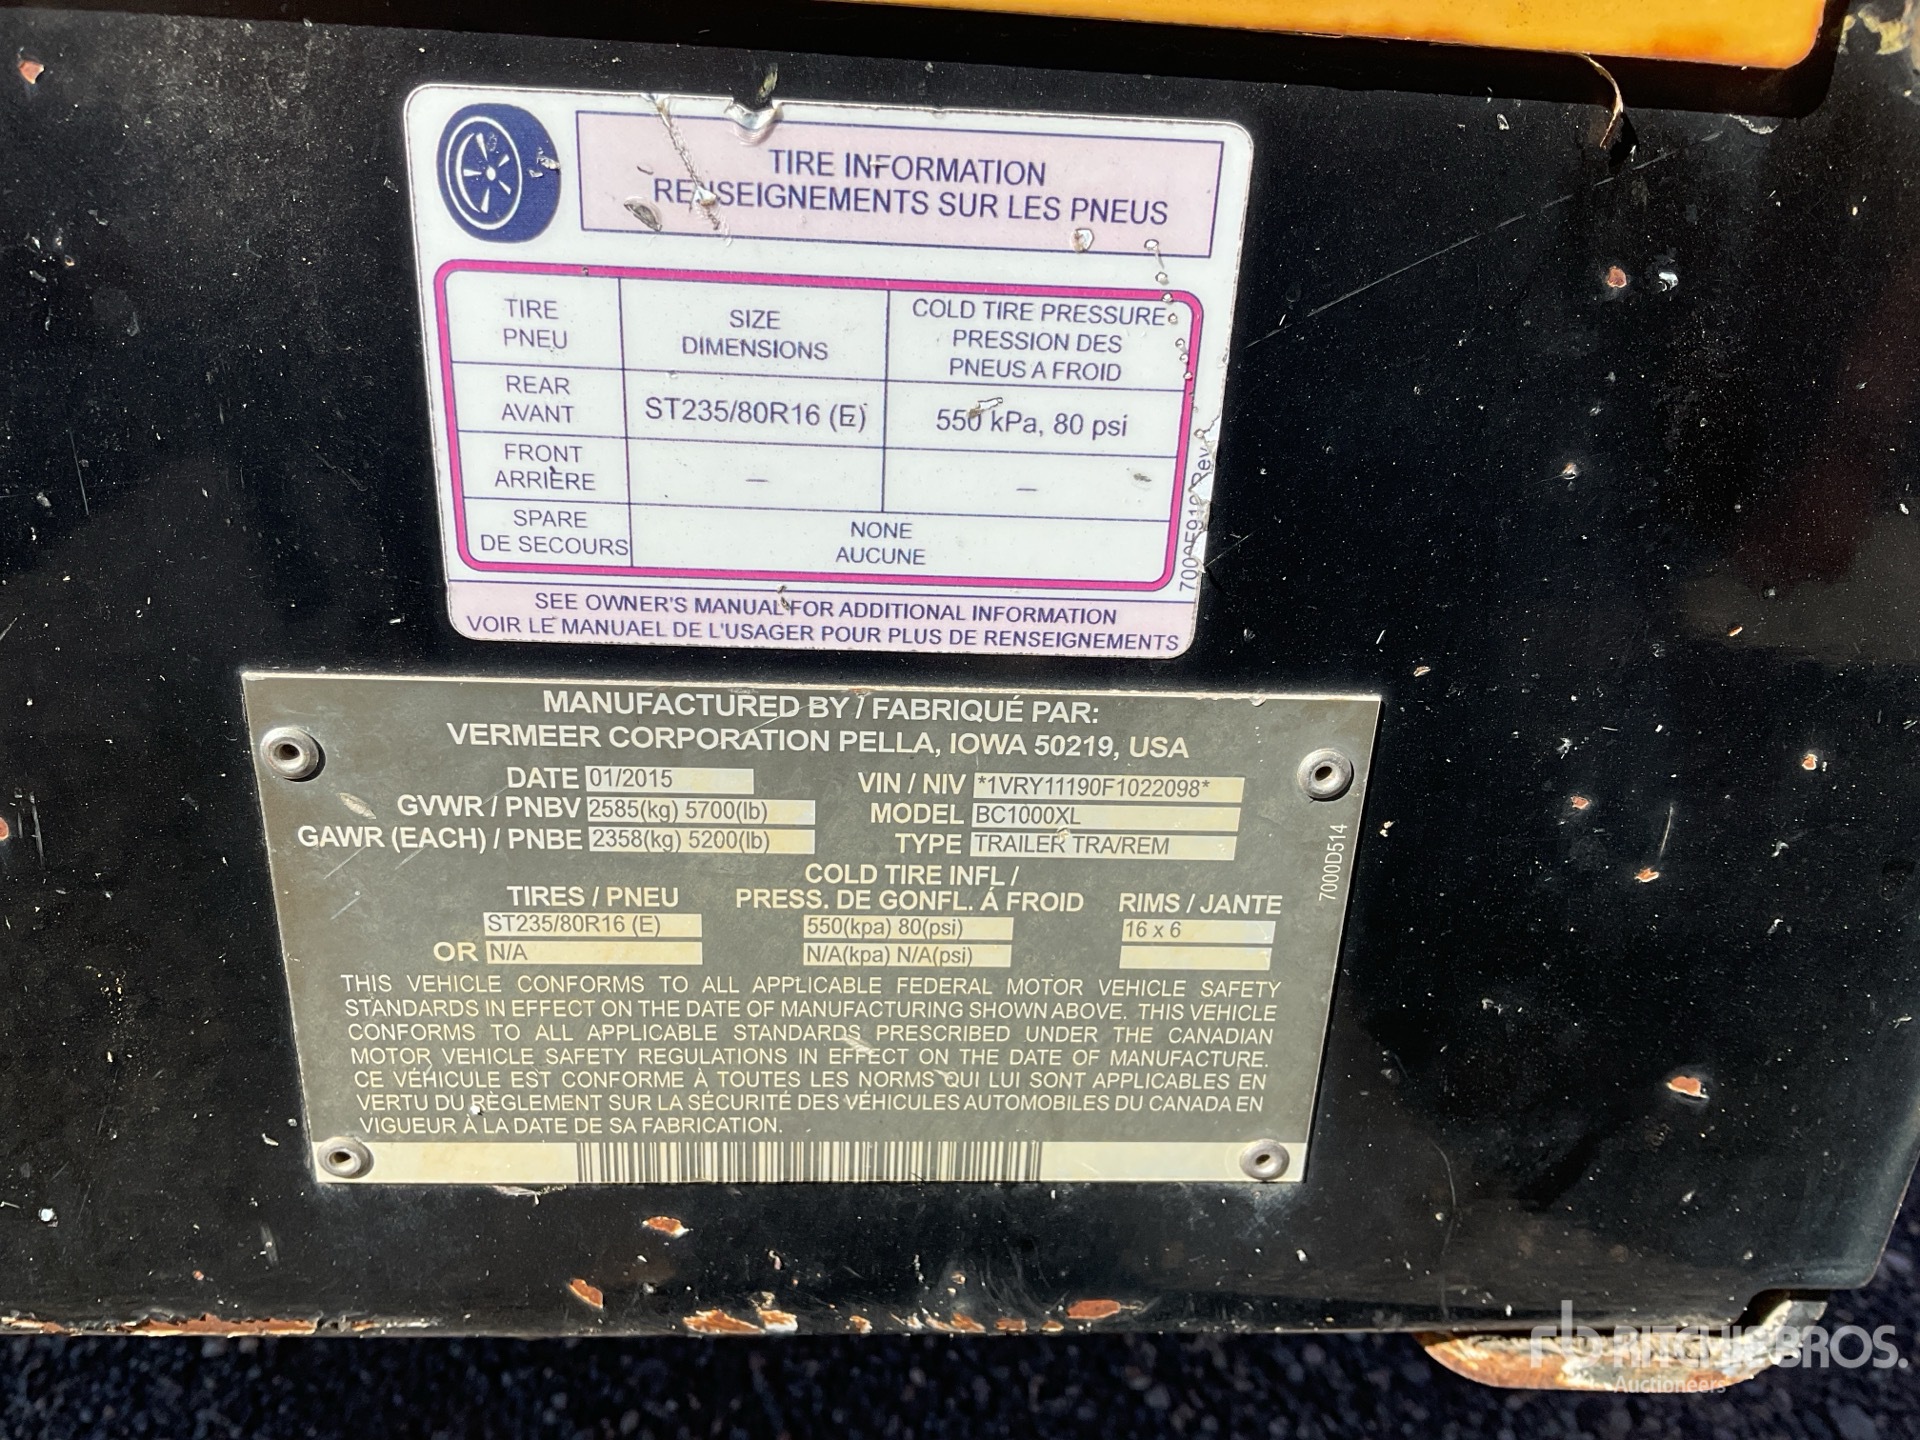 TIRE INFORMATION
RENSEIGNEMENTS SUR LES PNEUS
TIRE
PNEU
SIZE
DIMENSIONS
COLD TIRE PRESSURE
PRESSION DES
PNEUS A FROID
REAR
AVANT
ST235/80R16 (E)
550 kPa, 80 psi
FRONT
ARRIÈRE
–
–
SPARE
DE SECOURS
NONE
AUCUNE
SEE OWNER'S MANUAL FOR ADDITIONAL INFORMATION
VOIR LE MANUAEL DE L'USAGER POUR PLUS DE RENSEIGNEMENTS
MANUFACTURED BY / FABRIQUÉ PAR:
VERMEER CORPORATION PELLA, IOWA 50219, USA
DATE 01/2015 VIN / NIV *1VRY11190F1022098*
GVWR / PNBV 2585(kg) 5700(lb) MODEL BC1000XL
GAWR (EACH) / PNBE 2358(kg) 5200(lb) TYPE TRAILER TRA/REM
COLD TIRE INFL /
TIRES / PNEU PRESS. DE GONFL. Á FROID RIMS / JANTE
ST235/80R16 (E) 550(kpa) 80(psi) 16 x 6
OR N/A N/A(kpa) N/A(psi)
THIS VEHICLE CONFORMS TO ALL APPLICABLE FEDERAL MOTOR VEHICLE SAFETY
STANDARDS IN EFFECT ON THE DATE OF MANUFACTURING SHOWN ABOVE. THIS VEHICLE
CONFORMS TO ALL APPLICABLE STANDARDS PRESCRIBED UNDER THE CANADIAN
MOTOR VEHICLE SAFETY REGULATIONS IN EFFECT ON THE DATE OF MANUFACTURE.
CE VÉHICULE EST CONFORME À TOUTES LES NORMS QUI LUI SONT APPLICABLES EN
VERTU DU RÈGLEMENT SUR LA SÉCURITÉ DES VÉHICULES AUTOMOBILES DU CANADA EN
VIGUEUR À LA DATE DE SA FABRICATION.
7000D514
rb RITCHIE BROS.
Auctioneers